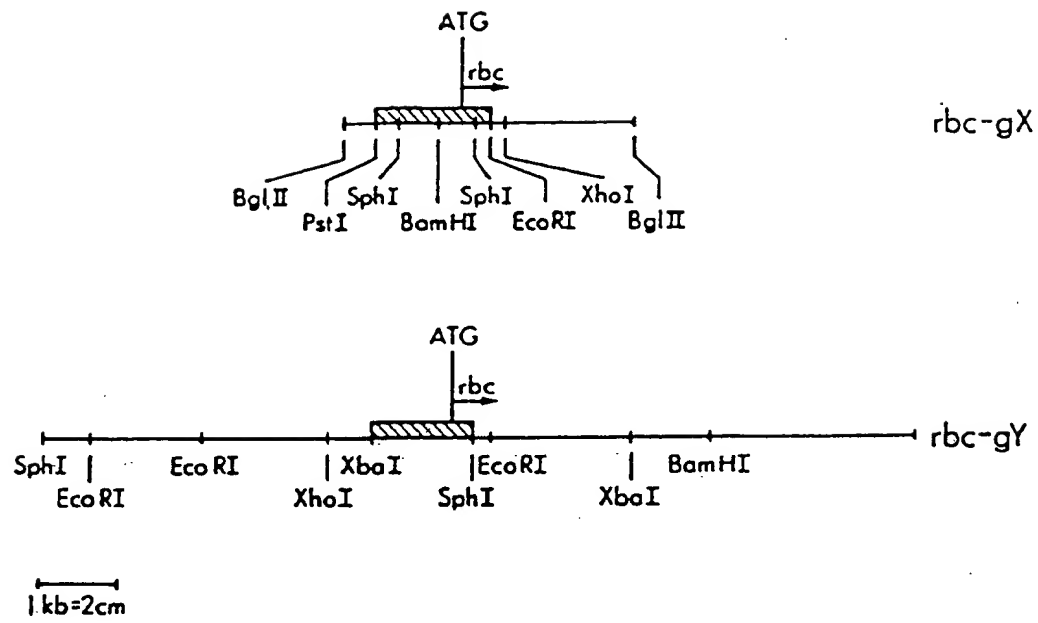 ATG
rbc
rbc-gX
BglII
PstI
SphI
BamHI
SphI
EcoRI
XhoI
BglII
ATG
rbc
rbc-gY
SphI
EcoRI
EcoRI
XhoI
XbaI
SphI
EcoRI
XbaI
BamHI
1 kb=2cm